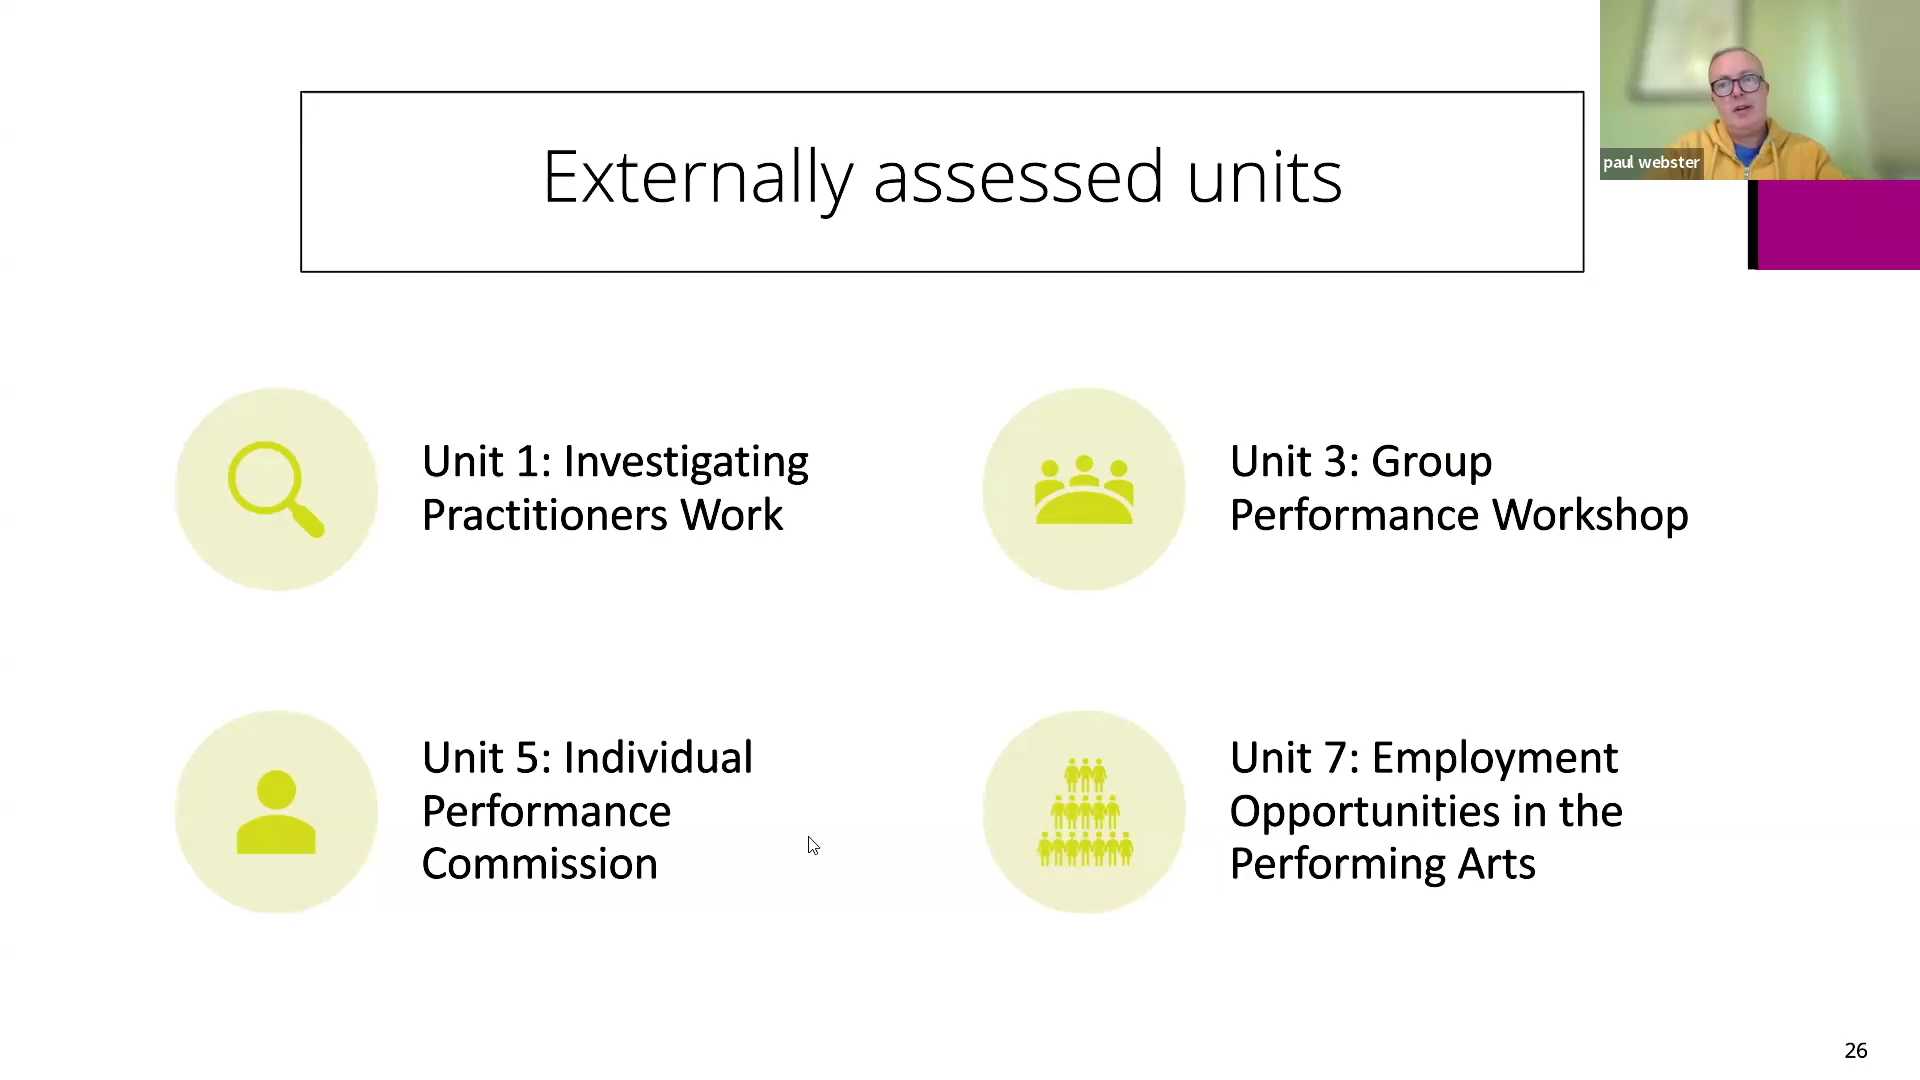 Externally assessed units
paul webster
Unit 1: Investigating
Practitioners Work
Unit 3: Group
Performance Workshop
Unit 5: Individual
Performance
Commission
Unit 7: Employment
Opportunities in the
Performing Arts
26